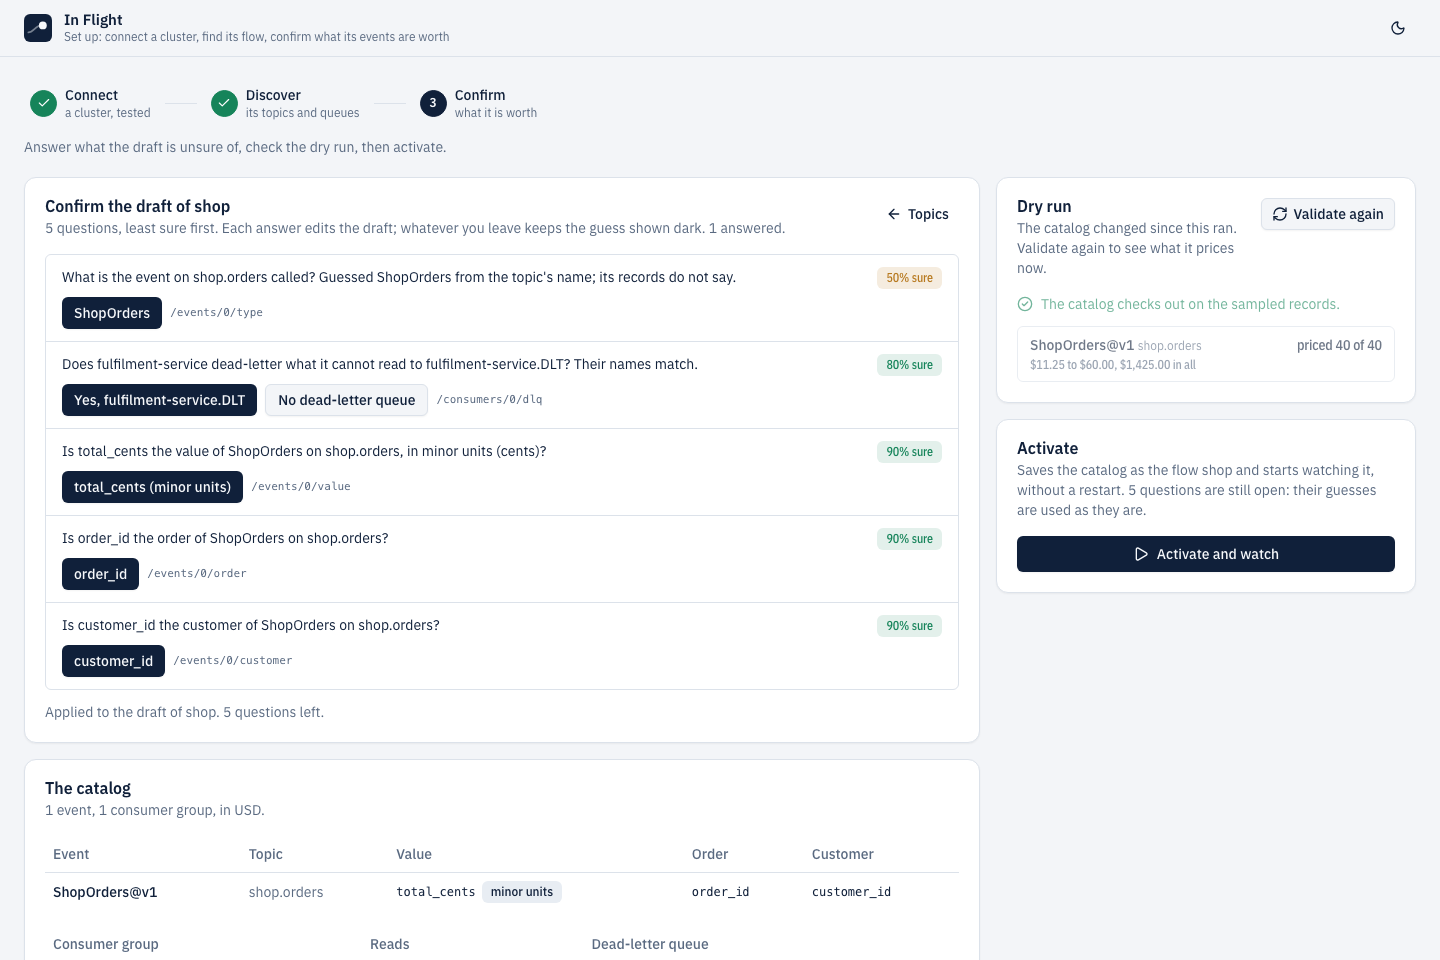 In Flight
Set up: connect a cluster, find its flow, confirm what its events are worth
Connect
a cluster, tested
Discover
its topics and queues
3
Confirm
what it is worth
Answer what the draft is unsure of, check the dry run, then activate.
Confirm the draft of shop
5 questions, least sure first. Each answer edits the draft; whatever you leave keeps the guess shown dark. 1 answered.
Topics
What is the event on shop.orders called? Guessed ShopOrders from the topic's name; its records do not say.
50% sure
ShopOrders
/events/0/type
Does fulfilment-service dead-letter what it cannot read to fulfilment-service.DLT? Their names match.
80% sure
Yes, fulfilment-service.DLT
No dead-letter queue
/consumers/0/dlq
Is total_cents the value of ShopOrders on shop.orders, in minor units (cents)?
90% sure
total_cents (minor units)
/events/0/value
Is order_id the order of ShopOrders on shop.orders?
90% sure
order_id
/events/0/order
Is customer_id the customer of ShopOrders on shop.orders?
90% sure
customer_id
/events/0/customer
Applied to the draft of shop. 5 questions left.
The catalog
1 event, 1 consumer group, in USD.
Event
Topic
Value
Order
Customer
ShopOrders@v1
shop.orders
total_cents
minor units
order_id
customer_id
Consumer group
Reads
Dead-letter queue
Dry run
The catalog changed since this ran.
Validate again to see what it prices
now.
Validate again
The catalog checks out on the sampled records.
ShopOrders@v1 shop.orders
priced 40 of 40
$11.25 to $60.00, $1,425.00 in all
Activate
Saves the catalog as the flow shop and starts watching it,
without a restart. 5 questions are still open: their guesses
are used as they are.
Activate and watch